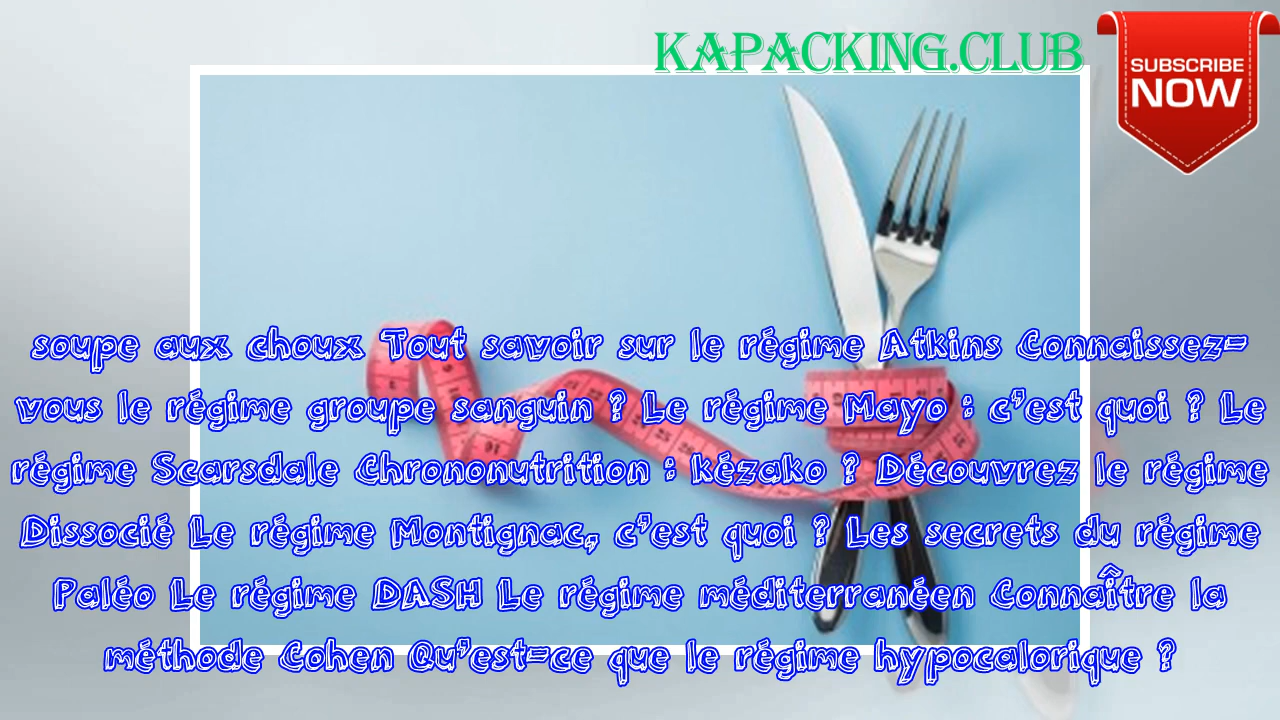 KAPACKING.CLUB
SUBSCRIBE
NOW
soupe aux choux Tout savoir sur le régime Atkins Connaissez-
vous le régime groupe sanguin ? Le régime Mayo : c'est quoi ? Le
régime Scarsdale Chrononutrition : kézako ? Découvrez le régime
Dissocié Le régime Montignac, c'est quoi ? Les secrets du régime
Paléo Le régime DASH Le régime méditerranéen Connaître la
méthode Cohen Qu'est-ce que le régime hypocalorique ?